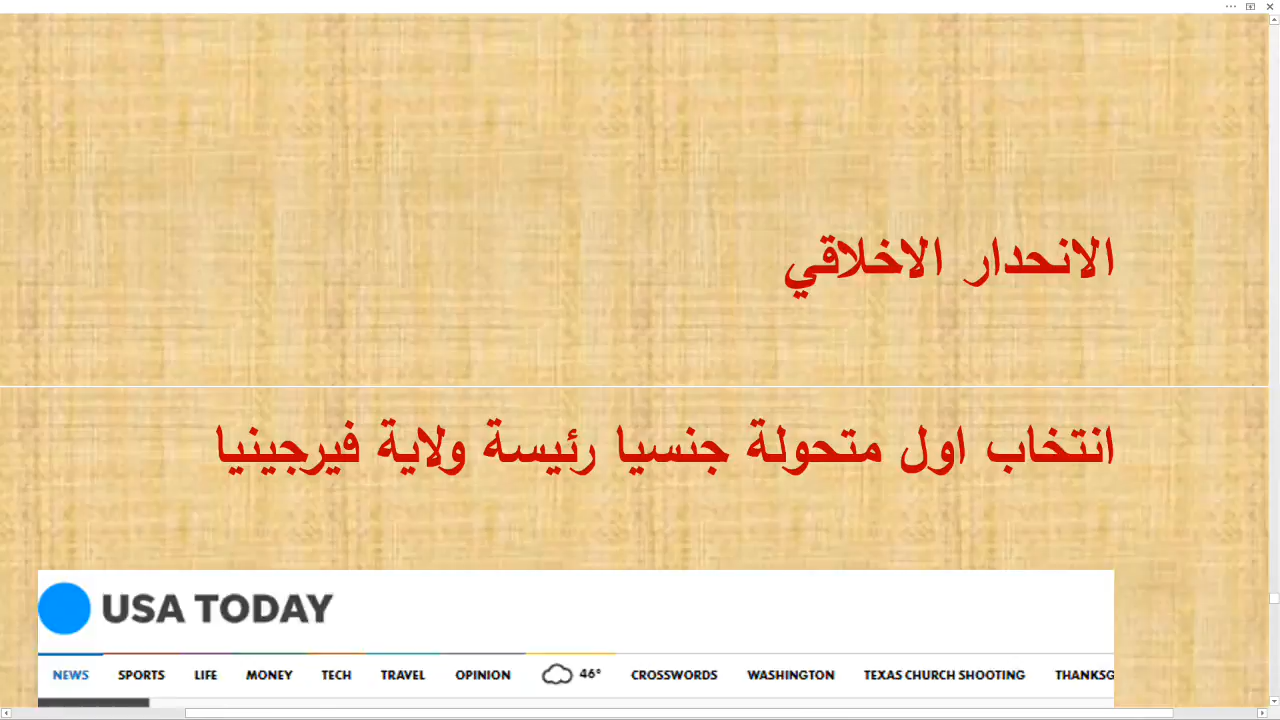 الانحدار الاخلاقي
انتخاب اول متحولة جنسيا رئيسة ولاية فيرجينيا
USA TODAY
NEWS SPORTS LIFE MONEY TECH TRAVEL OPINION 46° CROSSWORDS WASHINGTON TEXAS CHURCH SHOOTING THANKSG